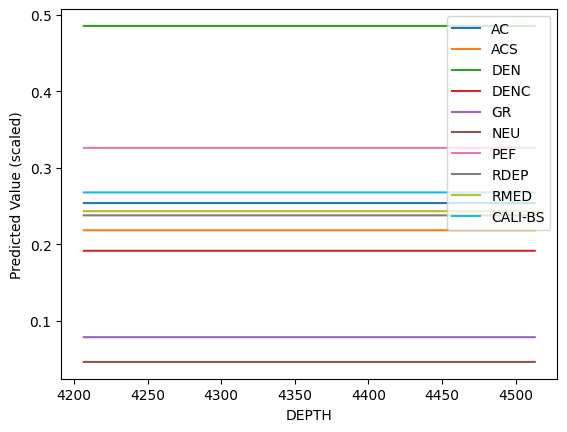 Predicted Value (scaled)
0.5
0.4
0.3
0.2
0.1
4200
4250
4300
4350
4400
4450
4500
DEPTH
AC
ACS
DEN
DENC
GR
NEU
PEF
RDEP
RMED
CALI-BS